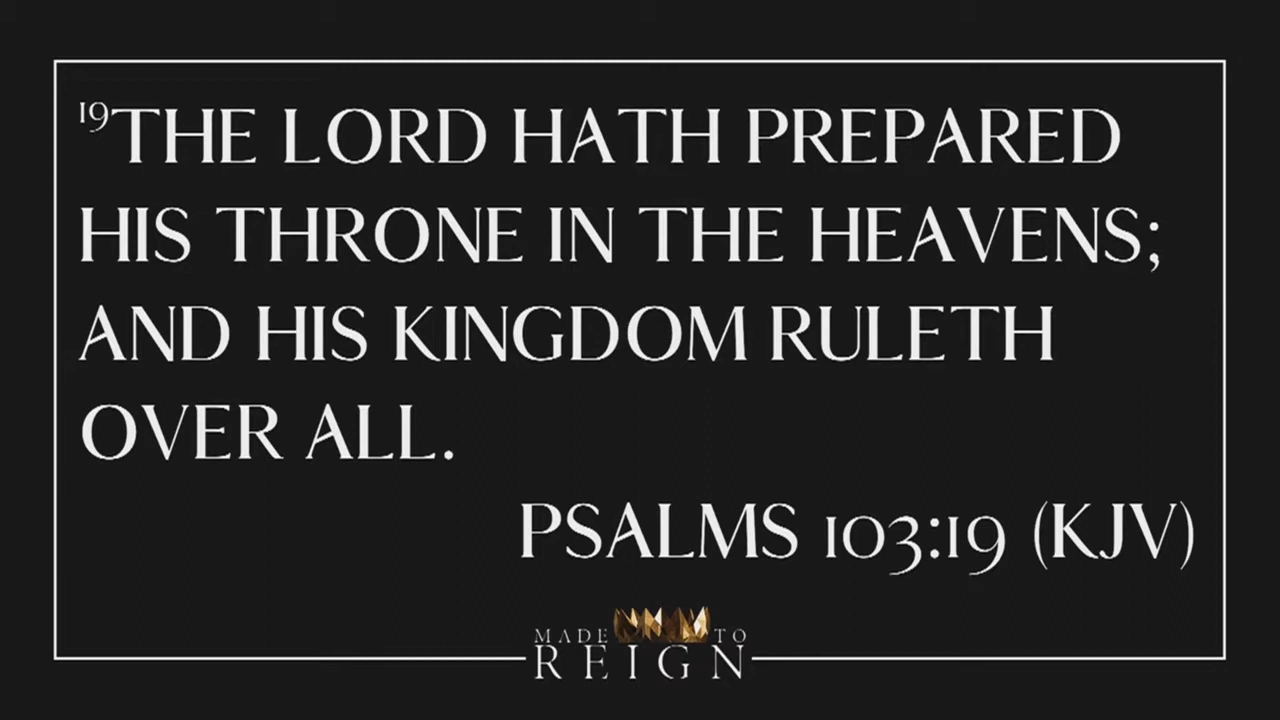 19THE LORD HATH PREPARED
HIS THRONE IN THE HEAVENS;
AND HIS KINGDOM RULETH
OVER ALL.
PSALMS 103:19 (KJV)
MADE TO
REIGN